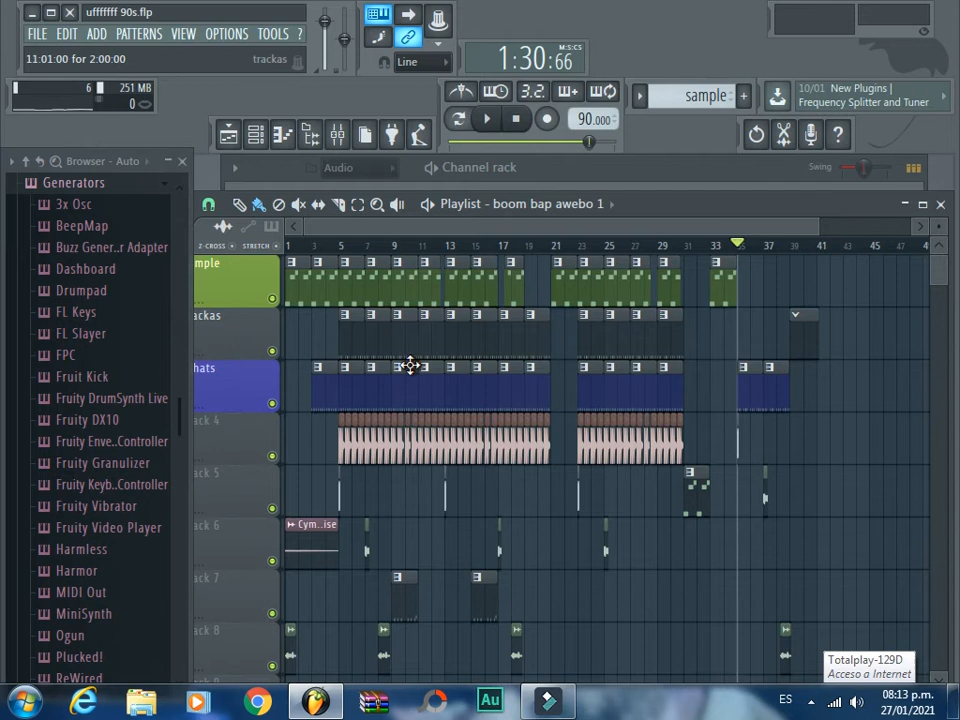 ufffffff 90s.flp
FILE EDIT ADD PATTERNS VIEW OPTIONS TOOLS ?
11:01:00 for 2:00:00 trackas
Line
1:30:66 M:S:CS
6 251 MB
0
3.2.
90.000
sample
10/01 New Plugins |
Frequency Splitter and Tuner
?
Browser - Auto
Audio Channel rack Swing
Generators
Playlist - boom bap awebo 1
Z-CROSS STRETCH
1 3 5 7 9 11 13 15 17 19 21 23 25 27 29 31 33 35 37 39 41 43 45 47 49
3x Osc
BeepMap
Buzz Gener..r Adapter
Dashboard
Drumpad
FL Keys
FL Slayer
FPC
Fruit Kick
Fruity DrumSynth Live
Fruity DX10
Fruity Enve..Controller
Fruity Granulizer
Fruity Keyb..Controller
Fruity Vibrator
Fruity Video Player
Harmless
Harmor
MIDI Out
MiniSynth
Ogun
Plucked!
ReWired
mple
ackas
hats
ack 4
ack 5
ack 6
Cym..ise
ack 7
ack 8
Totalplay-129D
Acceso a Internet
Au
ES
08:13 p.m.
27/01/2021